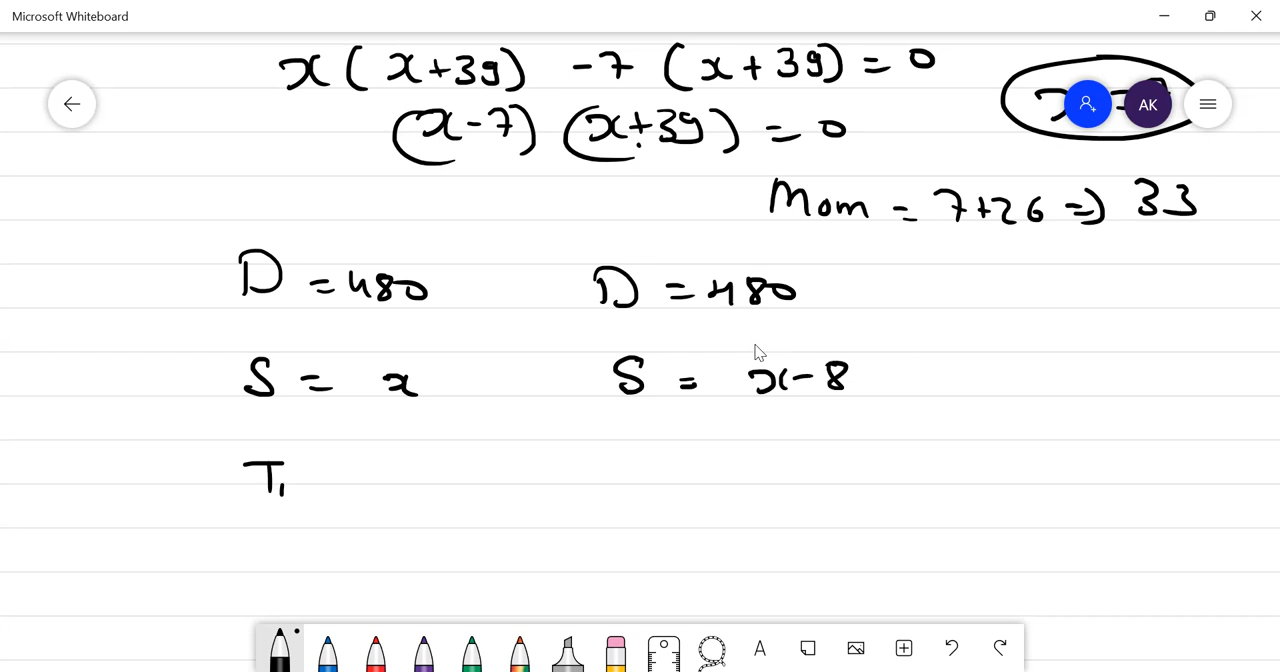 Microsoft Whiteboard
x(x+39) -7 (x+39) = 0
(x-7) (x+39) = 0
AK
Mom = 7+26 => 33
D = 480 D = 480
S = x S = x-8
T1
A